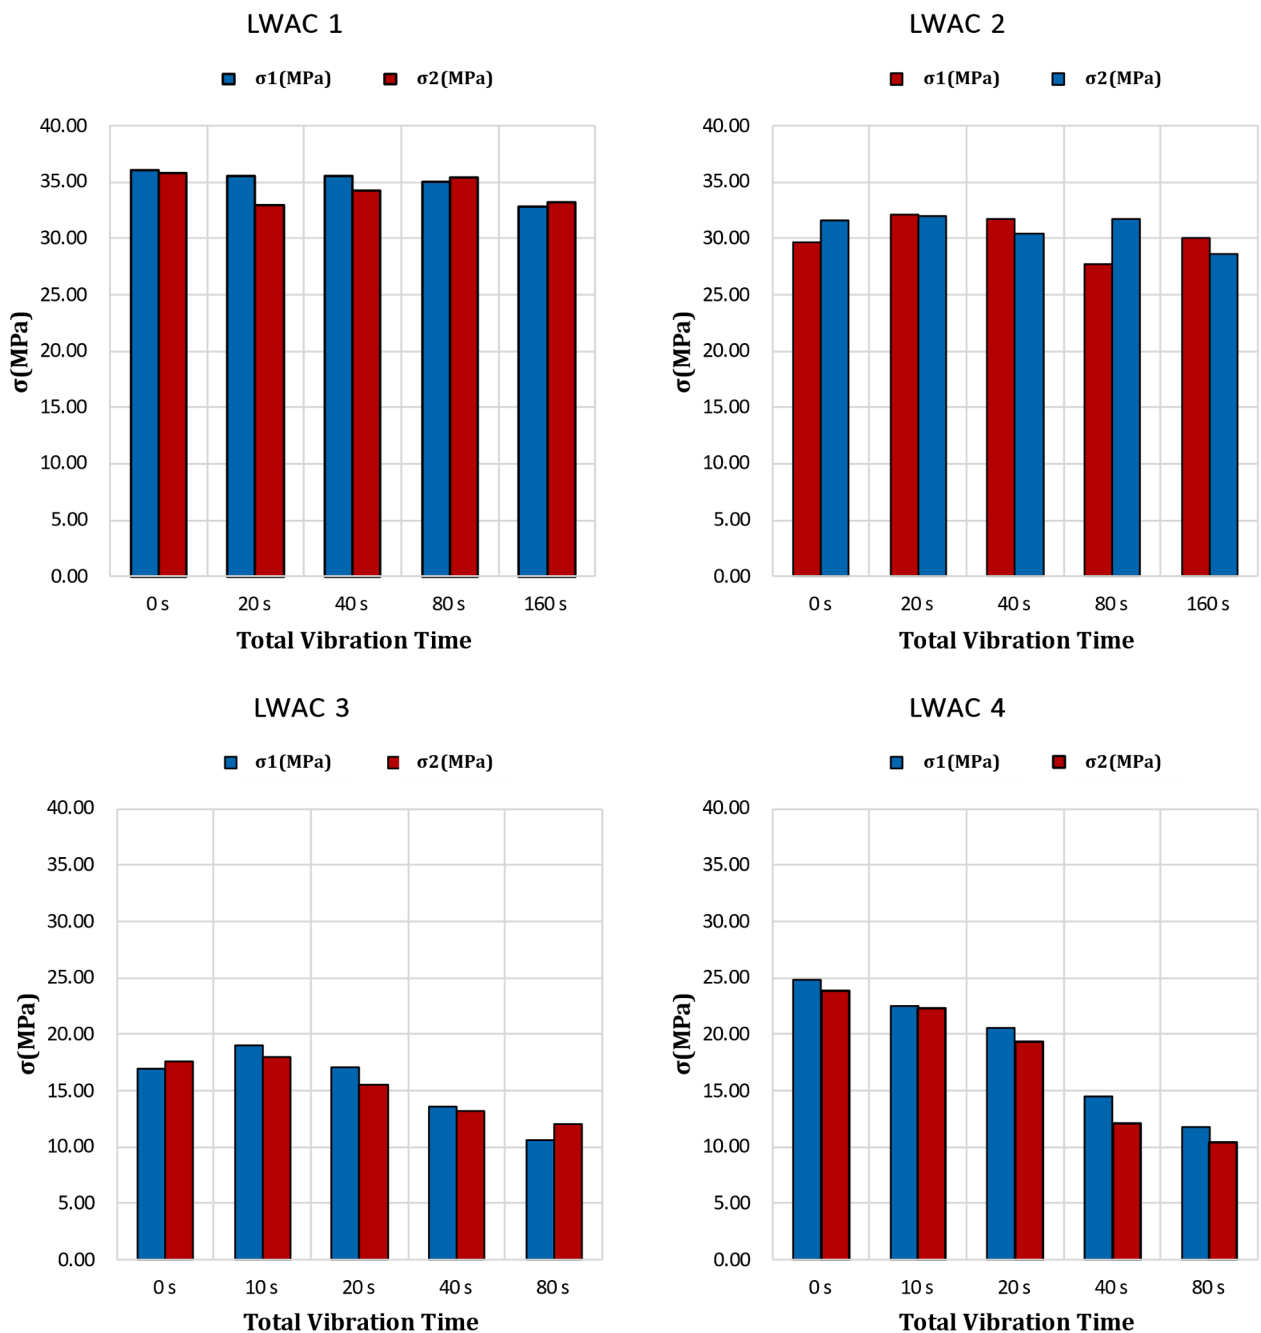 LWAC 1
σ1(MPa) σ2(MPa)
40.00
35.00
30.00
25.00
20.00
15.00
10.00
5.00
0.00
σ(MPa)
0 s 20 s 40 s 80 s 160 s
Total Vibration Time
LWAC 2
σ1(MPa) σ2(MPa)
40.00
35.00
30.00
25.00
20.00
15.00
10.00
5.00
0.00
σ(MPa)
0 s 20 s 40 s 80 s 160 s
Total Vibration Time
LWAC 3
σ1(MPa) σ2(MPa)
40.00
35.00
30.00
25.00
20.00
15.00
10.00
5.00
0.00
σ(MPa)
0 s 10 s 20 s 40 s 80 s
Total Vibration Time
LWAC 4
σ1(MPa) σ2(MPa)
40.00
35.00
30.00
25.00
20.00
15.00
10.00
5.00
0.00
σ(MPa)
0 s 10 s 20 s 40 s 80 s
Total Vibration Time